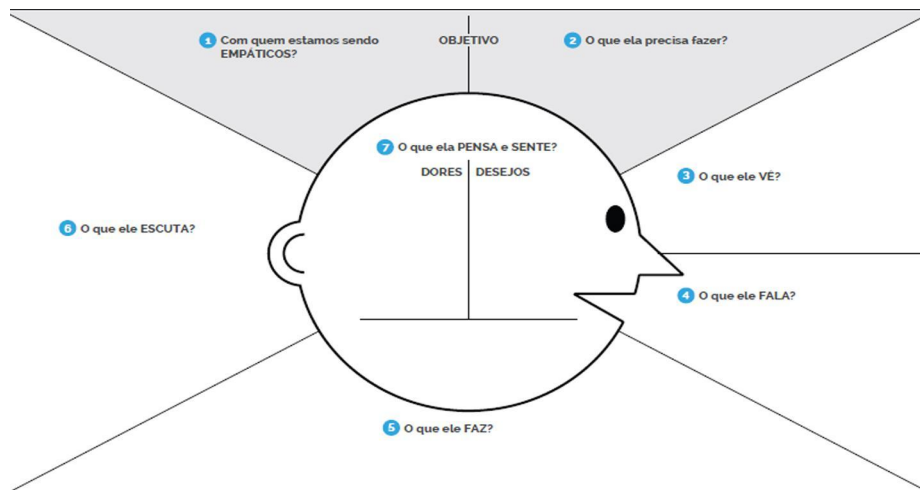 1 Com quem estamos sendo
EMPÁTICOS?
OBJETIVO
2 O que ela precisa fazer?
7 O que ela PENSA e SENTE?
DORES DESEJOS
3 O que ele VÊ?
6 O que ele ESCUTA?
4 O que ele FALA?
5 O que ele FAZ?